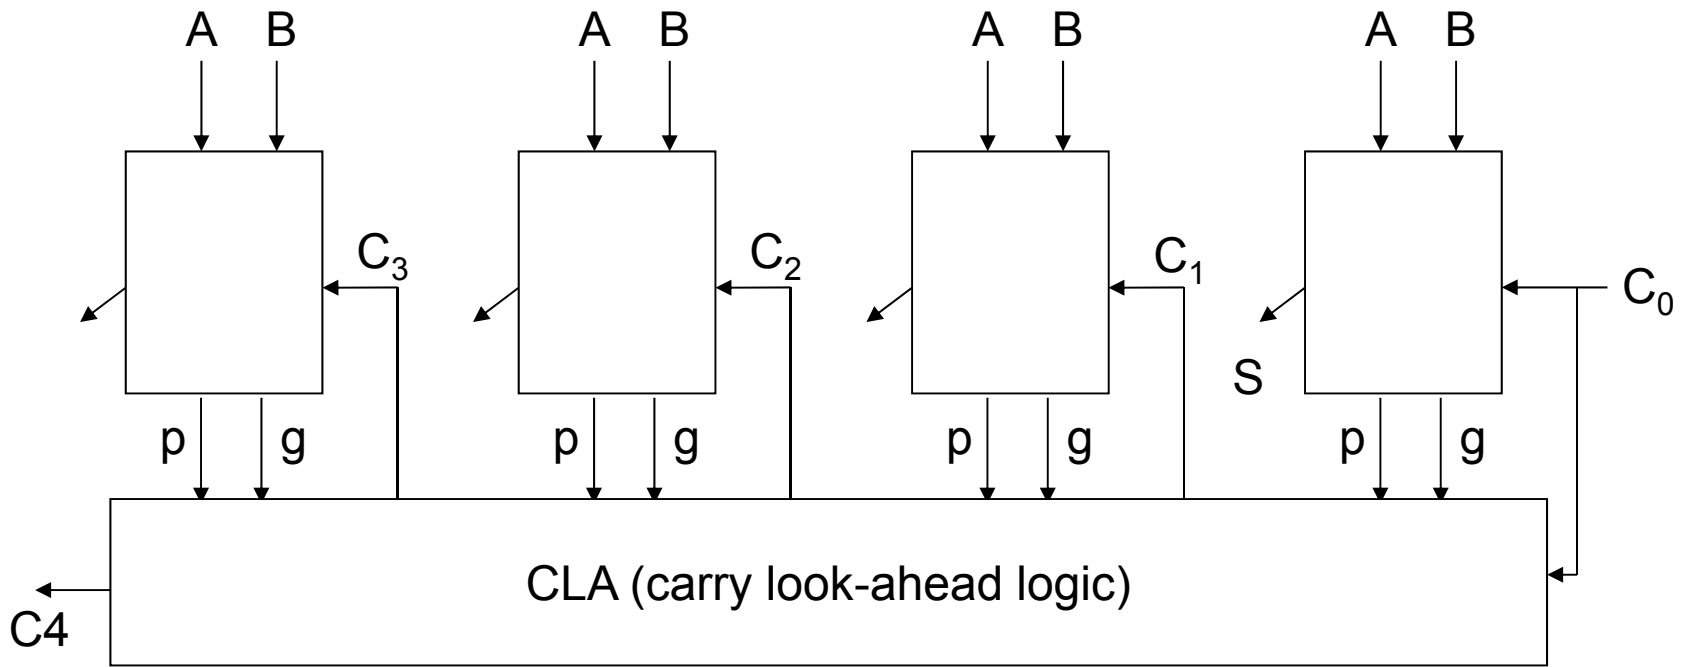 A B A B A B A B
C₃ C₂ C₁ C₀
S
p g p g p g p g
CLA (carry look-ahead logic)
C4